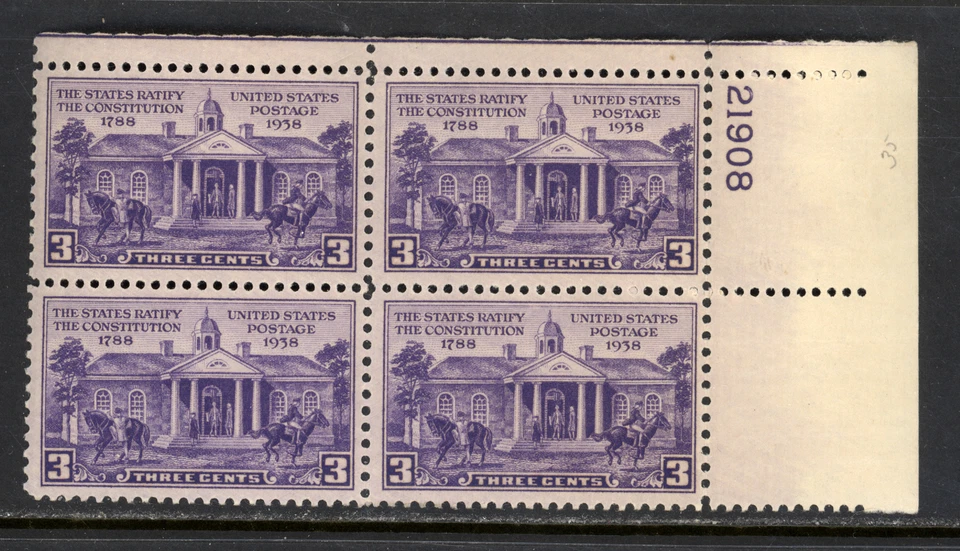 THE STATES RATIFY
THE CONSTITUTION
1788
UNITED STATES
POSTAGE
1938
3
THREE CENTS
3
THE STATES RATIFY
THE CONSTITUTION
1788
UNITED STATES
POSTAGE
1938
3
THREE CENTS
3
21908
35
THE STATES RATIFY
THE CONSTITUTION
1788
UNITED STATES
POSTAGE
1938
3
THREE CENTS
3
THE STATES RATIFY
THE CONSTITUTION
1788
UNITED STATES
POSTAGE
1938
3
THREE CENTS
3